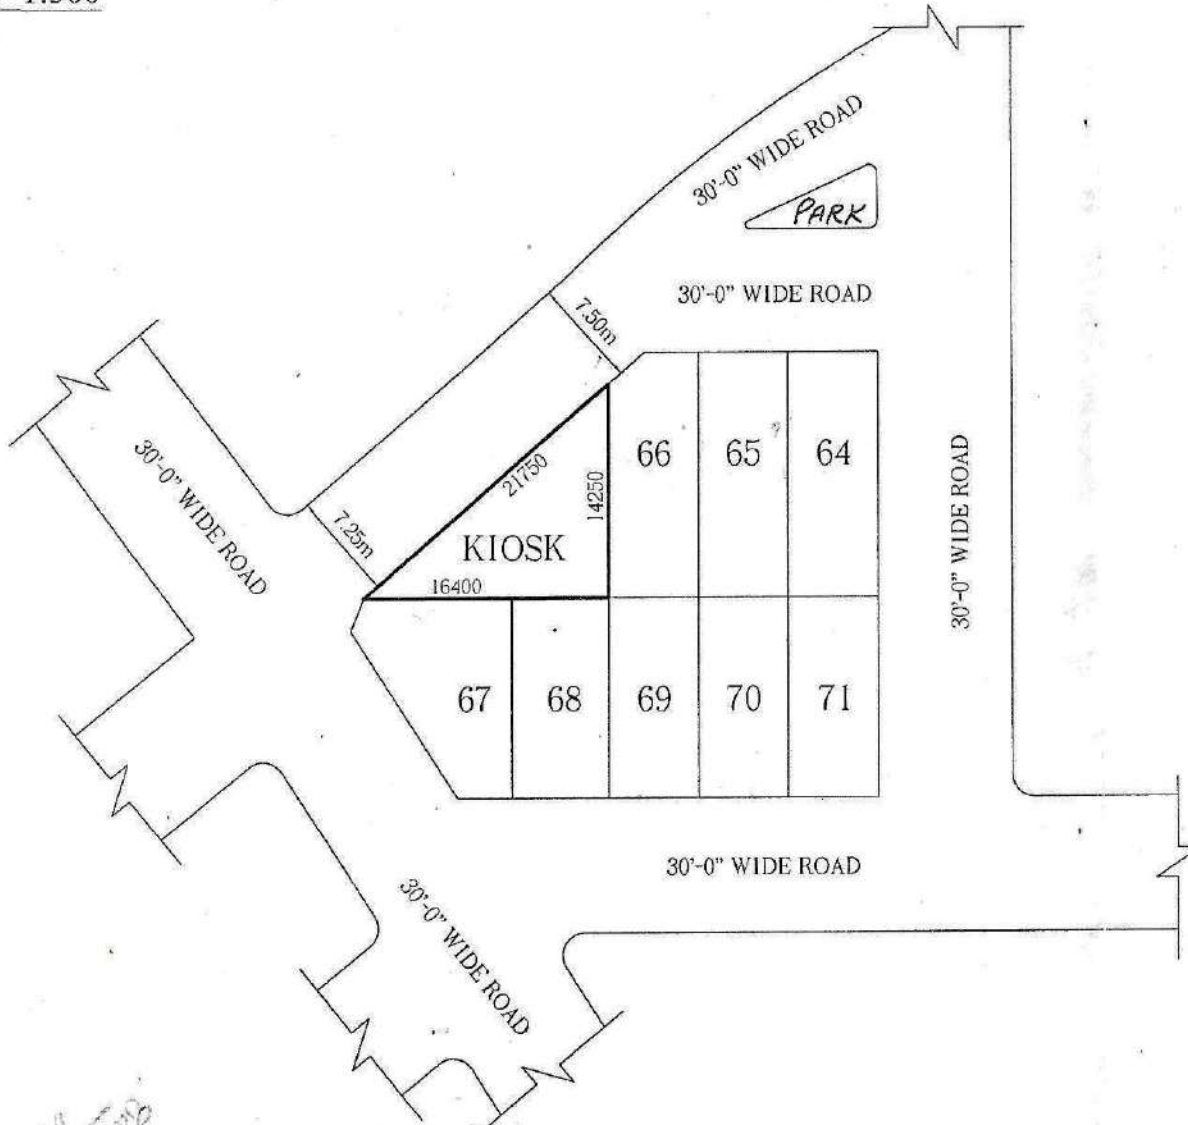 1:500
30'-0" WIDE ROAD
PARK
30'-0" WIDE ROAD
7.50m
30'-0" WIDE ROAD
21750
14250
66
65
64
30'-0" WIDE ROAD
7.25m
KIOSK
16400
67
68
69
70
71
30'-0" WIDE ROAD
30'-0" WIDE ROAD